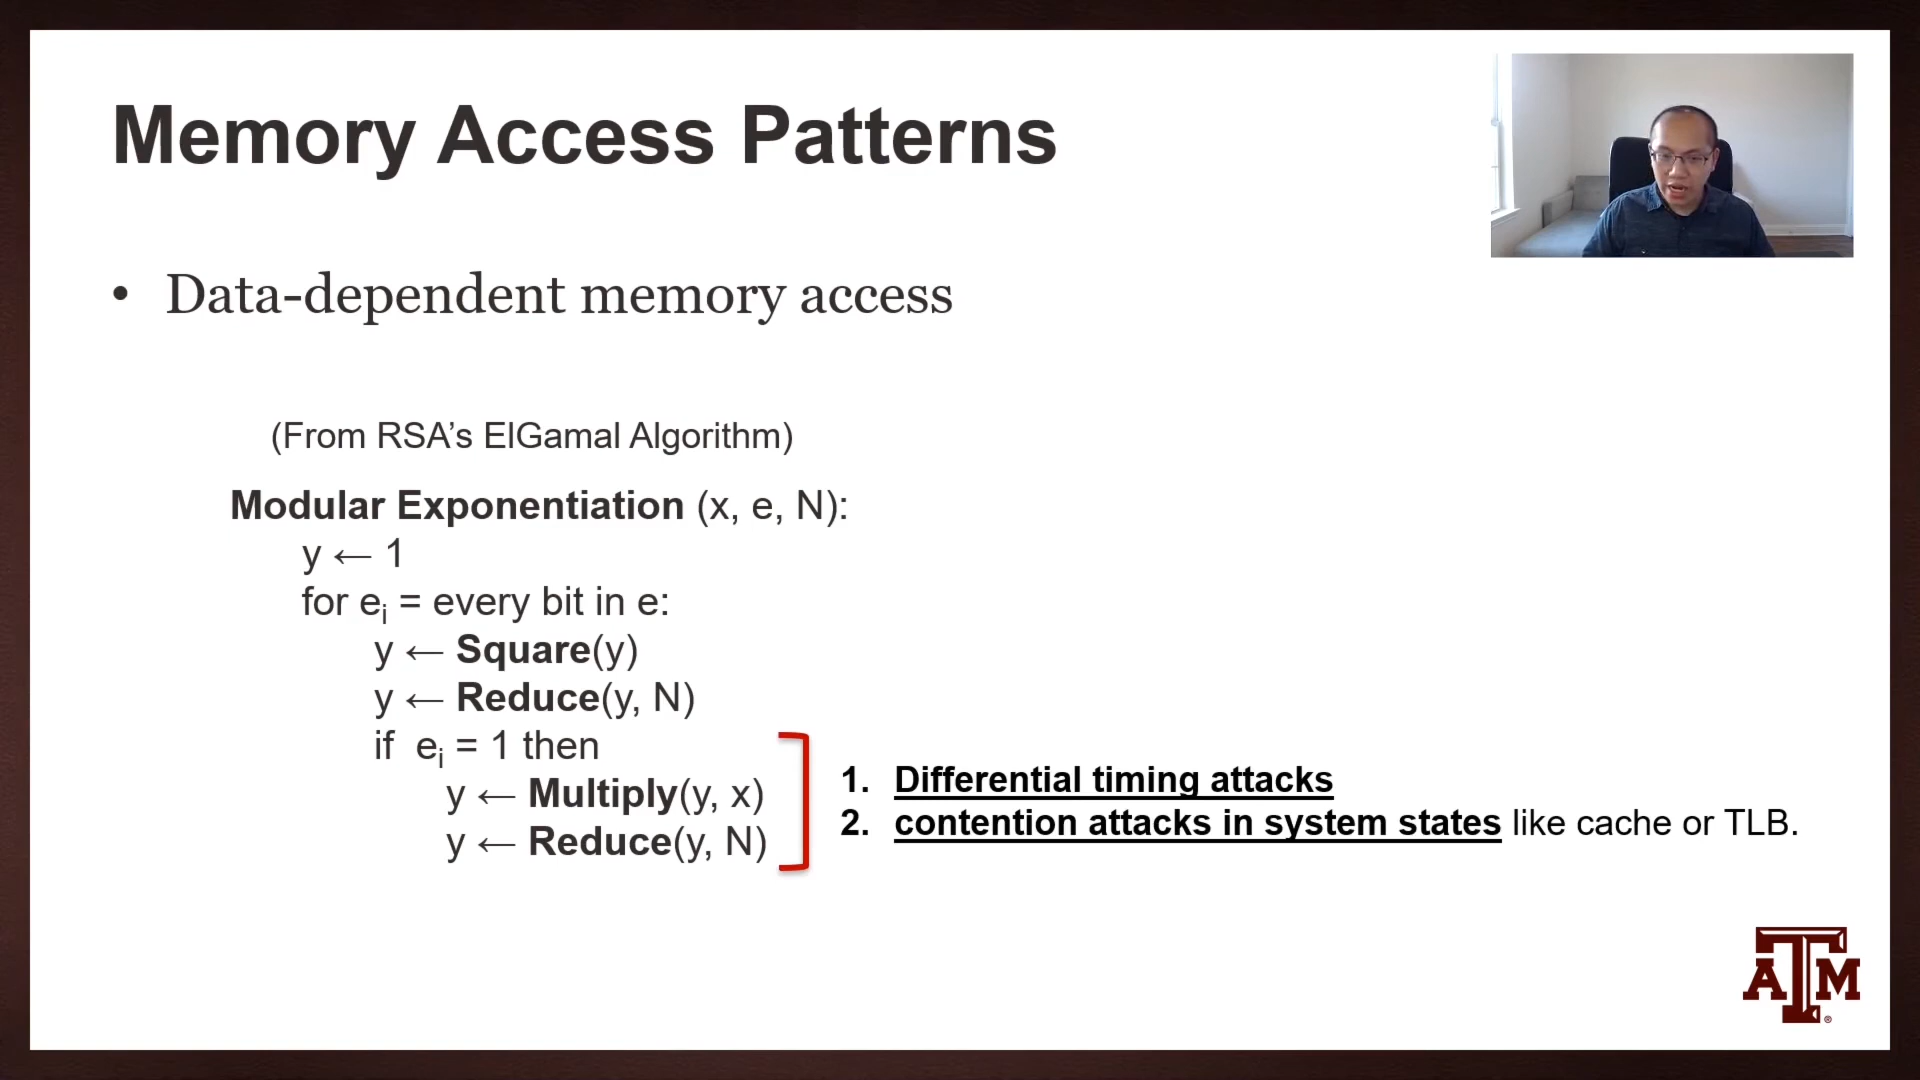 Memory Access Patterns
• Data-dependent memory access
(From RSA’s ElGamal Algorithm)
Modular Exponentiation (x, e, N):
y ← 1
for eᵢ = every bit in e:
y ← Square(y)
y ← Reduce(y, N)
if eᵢ = 1 then
y ← Multiply(y, x)
y ← Reduce(y, N)
1. Differential timing attacks
2. contention attacks in system states like cache or TLB.
ATM®